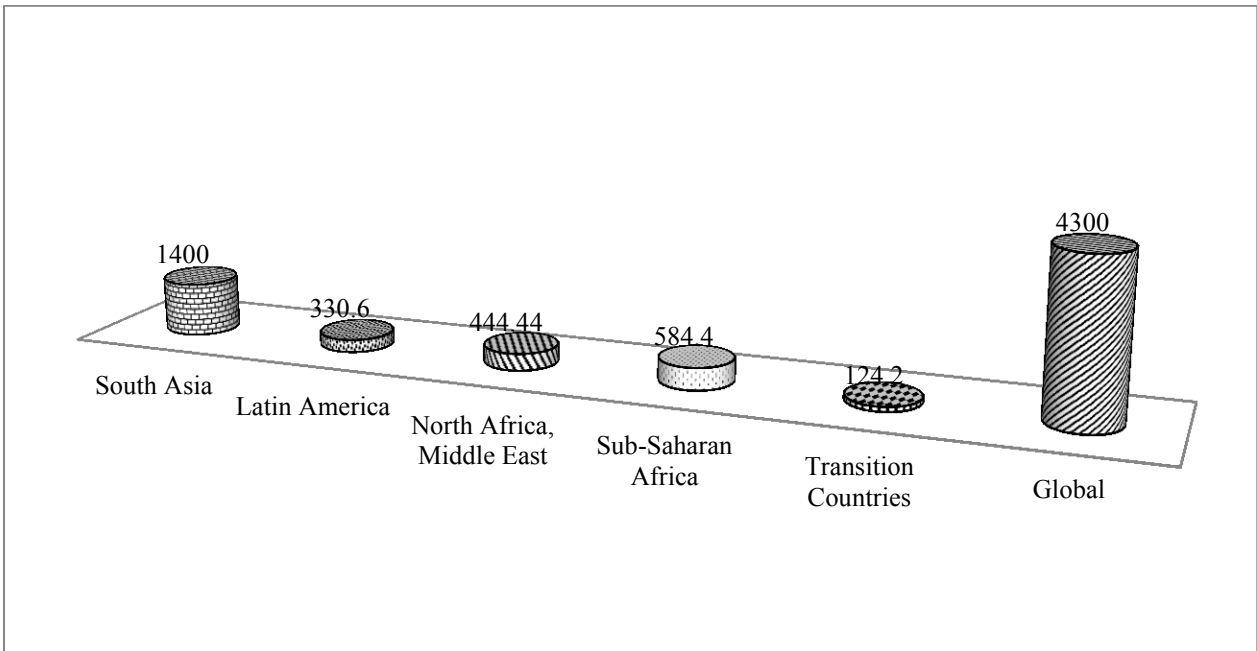 4300
1400
330.6
444.44
584.4
124.2
South Asia
Latin America
North Africa,
Middle East
Sub-Saharan
Africa
Transition
Countries
Global